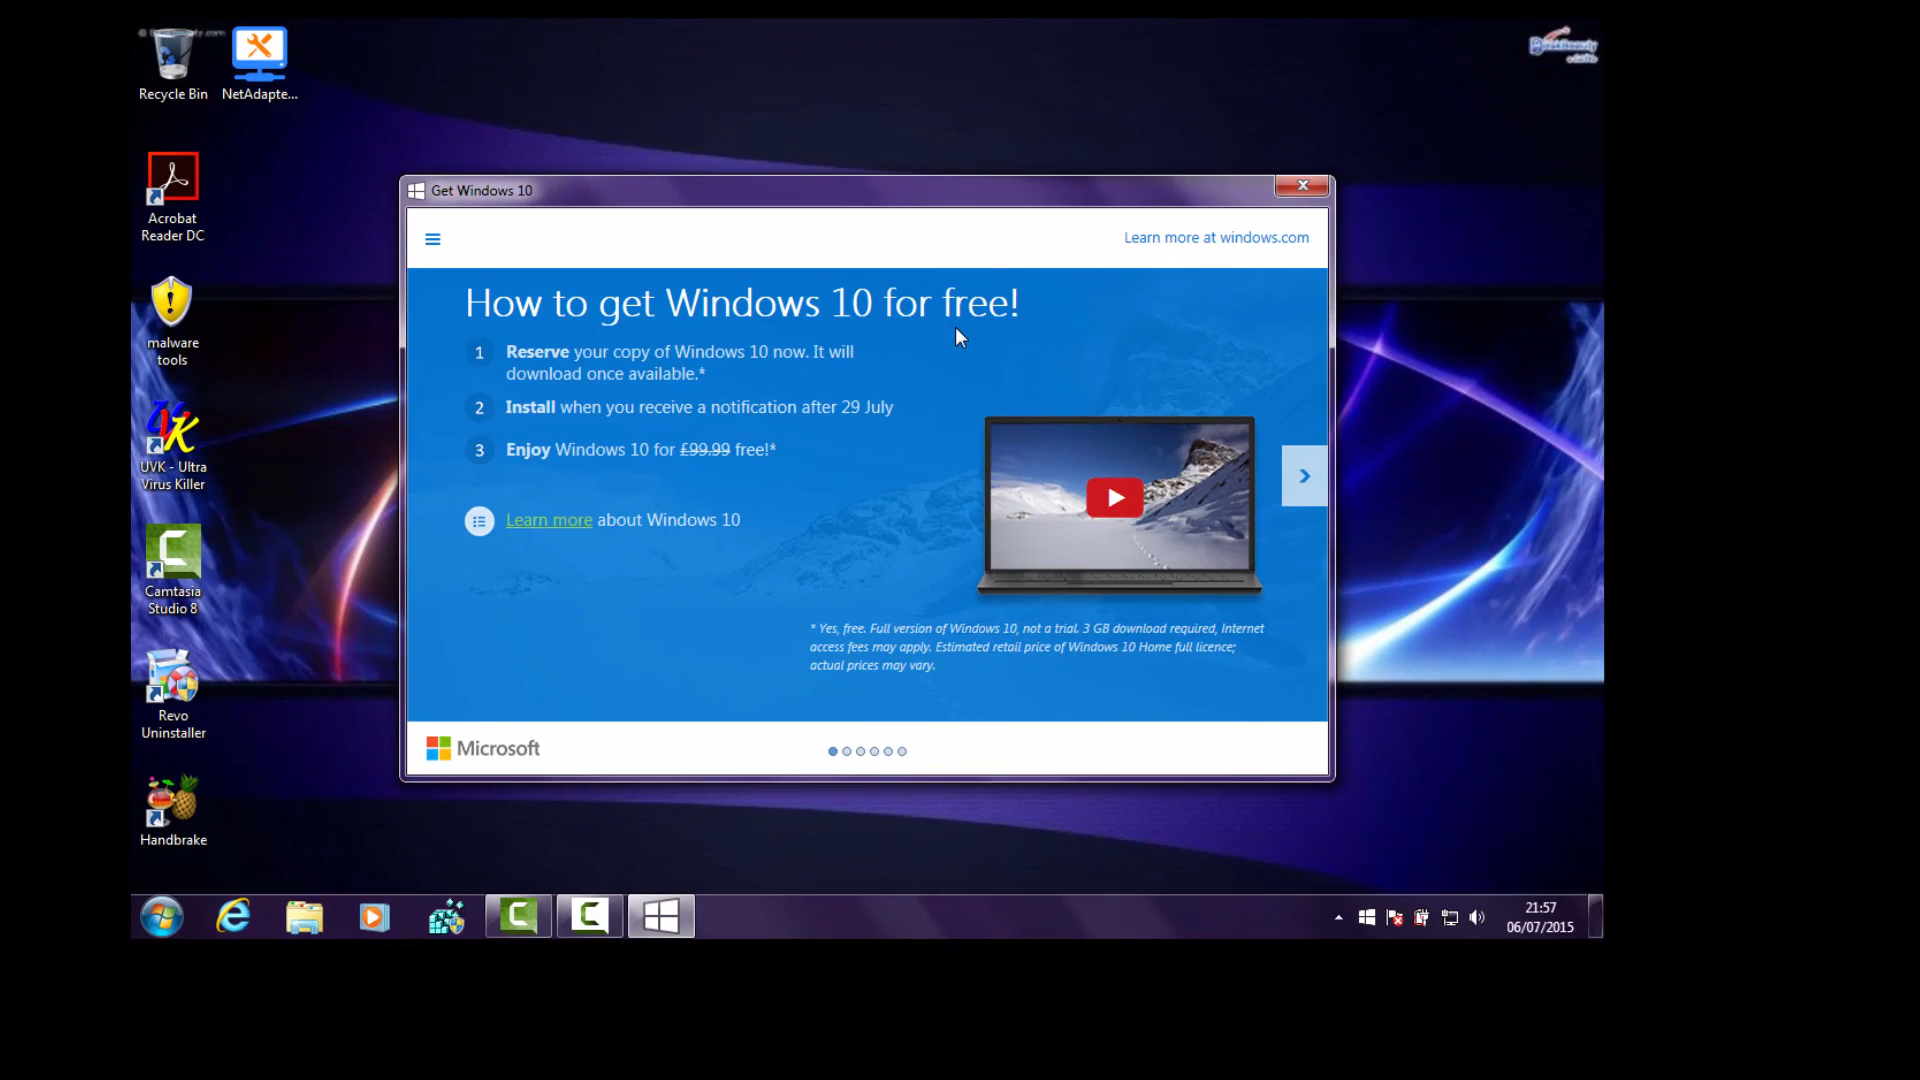 Recycle Bin
NetAdapte...
Acrobat
Reader DC
malware
tools
UVK - Ultra
Virus Killer
Camtasia
Studio 8
Revo
Uninstaller
Handbrake
Get Windows 10
Learn more at windows.com
How to get Windows 10 for free!
1 Reserve your copy of Windows 10 now. It will
download once available.*
2 Install when you receive a notification after 29 July
3 Enjoy Windows 10 for £99.99 free!*
Learn more about Windows 10
* Yes, free. Full version of Windows 10, not a trial. 3 GB download required, Internet
access fees may apply. Estimated retail price of Windows 10 Home full licence;
actual prices may vary.
Microsoft
21:57
06/07/2015